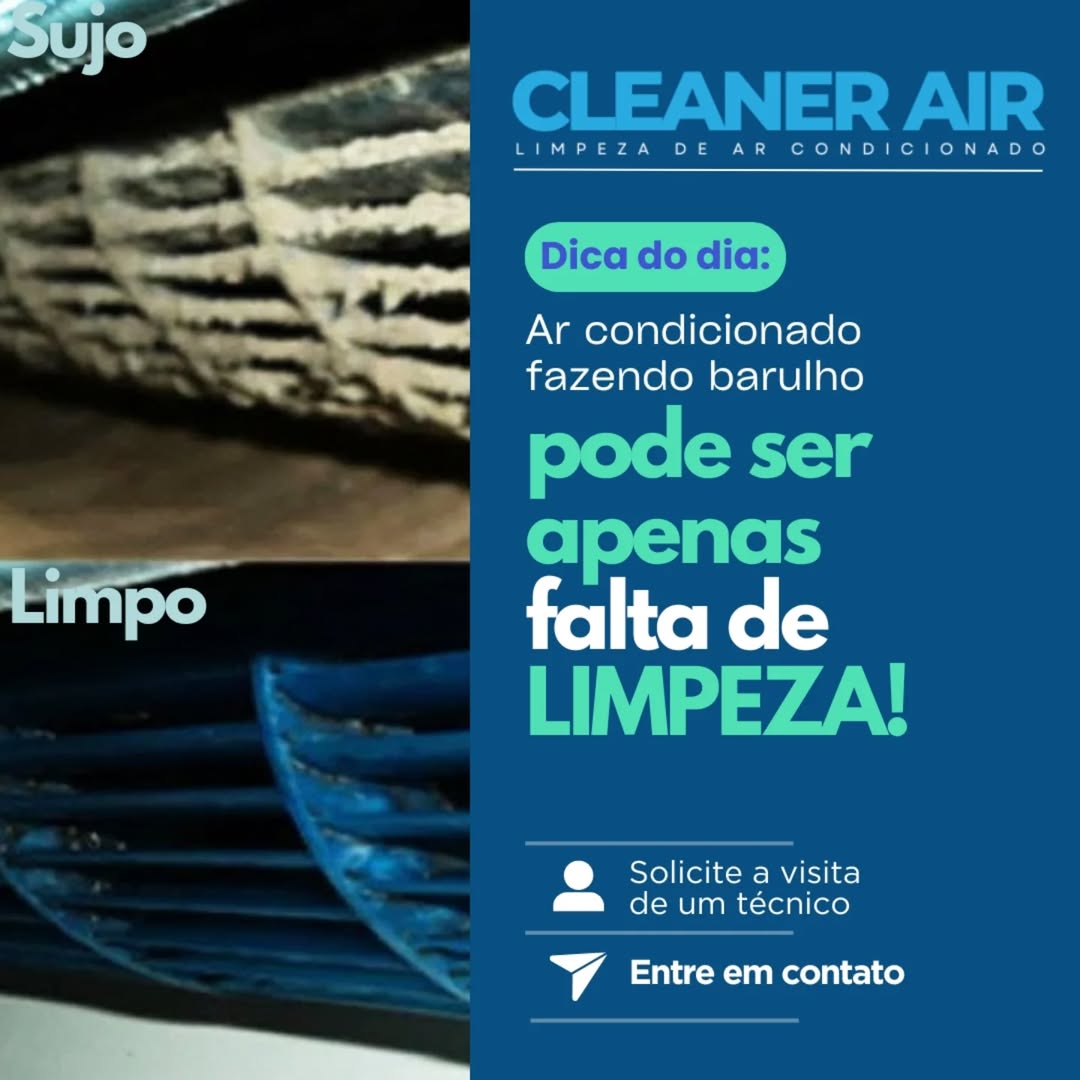 Sujo
Limpo
CLEANER AIR
LIMPEZA DE AR CONDICIONADO
Dica do dia:
Ar condicionado
fazendo barulho
pode ser
apenas
falta de
LIMPEZA!
Solicite a visita
de um técnico
Entre em contato